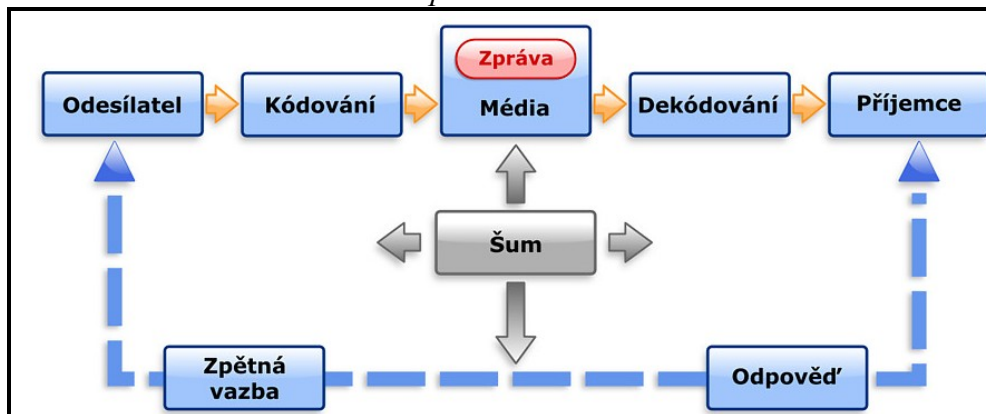 Zpráva
Odesílatel
Kódování
Média
Dekódování
Příjemce
Šum
Zpětná
vazba
Odpověď